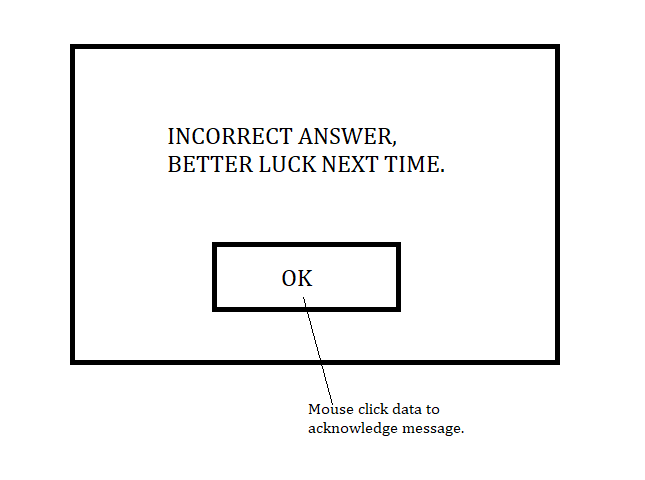 INCORRECT ANSWER,
BETTER LUCK NEXT TIME.
OK
Mouse click data to
acknowledge message.